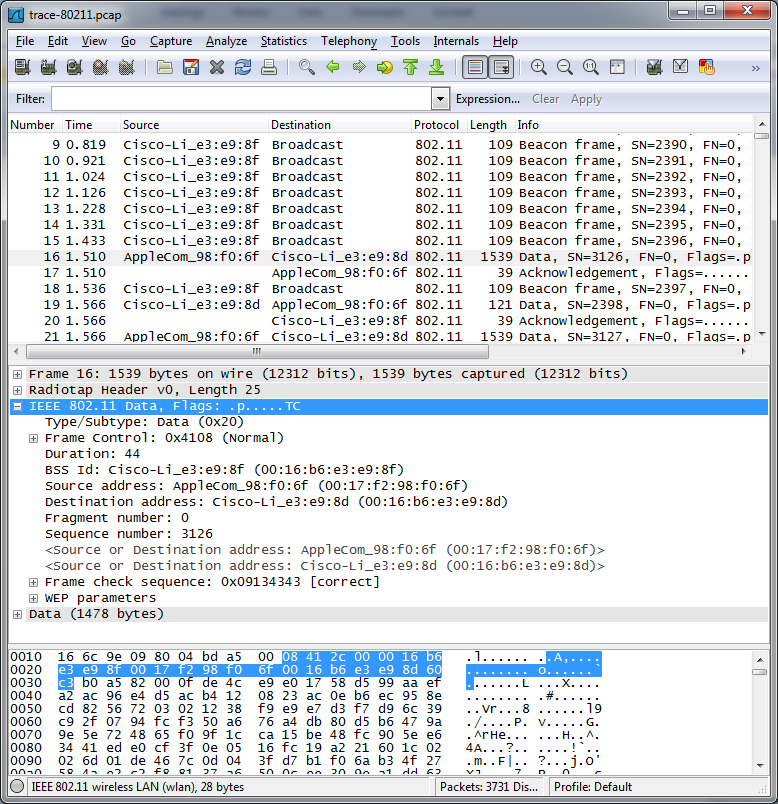 trace-80211.pcap
File Edit View Go Capture Analyze Statistics Telephony Tools Internals Help
Filter: Expression... Clear Apply
Number Time Source Destination Protocol Length Info
9 0.819 Cisco-Li_e3:e9:8f Broadcast 802.11 109 Beacon frame, SN=2390, FN=0,
10 0.921 Cisco-Li_e3:e9:8f Broadcast 802.11 109 Beacon frame, SN=2391, FN=0,
11 1.024 Cisco-Li_e3:e9:8f Broadcast 802.11 109 Beacon frame, SN=2392, FN=0,
12 1.126 Cisco-Li_e3:e9:8f Broadcast 802.11 109 Beacon frame, SN=2393, FN=0,
13 1.228 Cisco-Li_e3:e9:8f Broadcast 802.11 109 Beacon frame, SN=2394, FN=0,
14 1.331 Cisco-Li_e3:e9:8f Broadcast 802.11 109 Beacon frame, SN=2395, FN=0,
15 1.433 Cisco-Li_e3:e9:8f Broadcast 802.11 109 Beacon frame, SN=2396, FN=0,
16 1.510 AppleCom_98:f0:6f Cisco-Li_e3:e9:8d 802.11 1539 Data, SN=3126, FN=0, Flags=.p
17 1.510 AppleCom_98:f0:6f 802.11 39 Acknowledgement, Flags=......
18 1.536 Cisco-Li_e3:e9:8f Broadcast 802.11 109 Beacon frame, SN=2397, FN=0,
19 1.566 Cisco-Li_e3:e9:8d AppleCom_98:f0:6f 802.11 121 Data, SN=2398, FN=0, Flags=.p
20 1.566 Cisco-Li_e3:e9:8f 802.11 39 Acknowledgement, Flags=......
21 1.566 AppleCom_98:f0:6f Cisco-Li_e3:e9:8d 802.11 1539 Data, SN=3127, FN=0, Flags=.p
Frame 16: 1539 bytes on wire (12312 bits), 1539 bytes captured (12312 bits)
Radiotap Header v0, Length 25
IEEE 802.11 Data, Flags: .p.....TC
Type/Subtype: Data (0x20)
Frame Control: 0x4108 (Normal)
Duration: 44
BSS Id: Cisco-Li_e3:e9:8f (00:16:b6:e3:e9:8f)
Source address: AppleCom_98:f0:6f (00:17:f2:98:f0:6f)
Destination address: Cisco-Li_e3:e9:8d (00:16:b6:e3:e9:8d)
Fragment number: 0
Sequence number: 3126
<Source or Destination address: AppleCom_98:f0:6f (00:17:f2:98:f0:6f)>
<Source or Destination address: Cisco-Li_e3:e9:8d (00:16:b6:e3:e9:8d)>
Frame check sequence: 0x09134343 [correct]
WEP parameters
Data (1478 bytes)
0010 16 6c 9e 09 80 04 bd a5 00 08 41 2c 00 00 16 b6 .l...... ..A,....
0020 e3 e9 8f 00 17 f2 98 f0 6f 00 16 b6 e3 e9 8d 60 ........ o......`
0030 c3 b0 a5 82 00 0f de 4c e9 e0 17 58 d5 99 aa ef .......L ...X....
0040 a2 ac 96 e4 d5 ac b4 12 08 23 ac 0e b6 ec 95 8e ........ .#......
0050 cd 82 56 72 03 02 12 38 f9 e9 e7 d3 f7 d9 6c 39 ..Vr...8 ......l9
0060 c9 2f 07 94 fc f3 50 a6 76 a4 db 80 d5 b6 47 9a ./....P. v.....G.
0070 9e 5e 72 48 65 f0 9f 1c ca 15 be 48 fc 90 5e e6 .^rHe... ...H..^.
0080 34 41 ed e0 cf 3f 0e 05 16 fc 19 a2 21 60 1c 02 4A...?.. ....!`..
0090 02 6d 01 de 46 7c 0d 04 3f d7 b1 f0 6a b3 4f 27 .m..F|.. ?...j.O'
IEEE 802.11 wireless LAN (wlan), 28 bytes Packets: 3731 Dis... Profile: Default